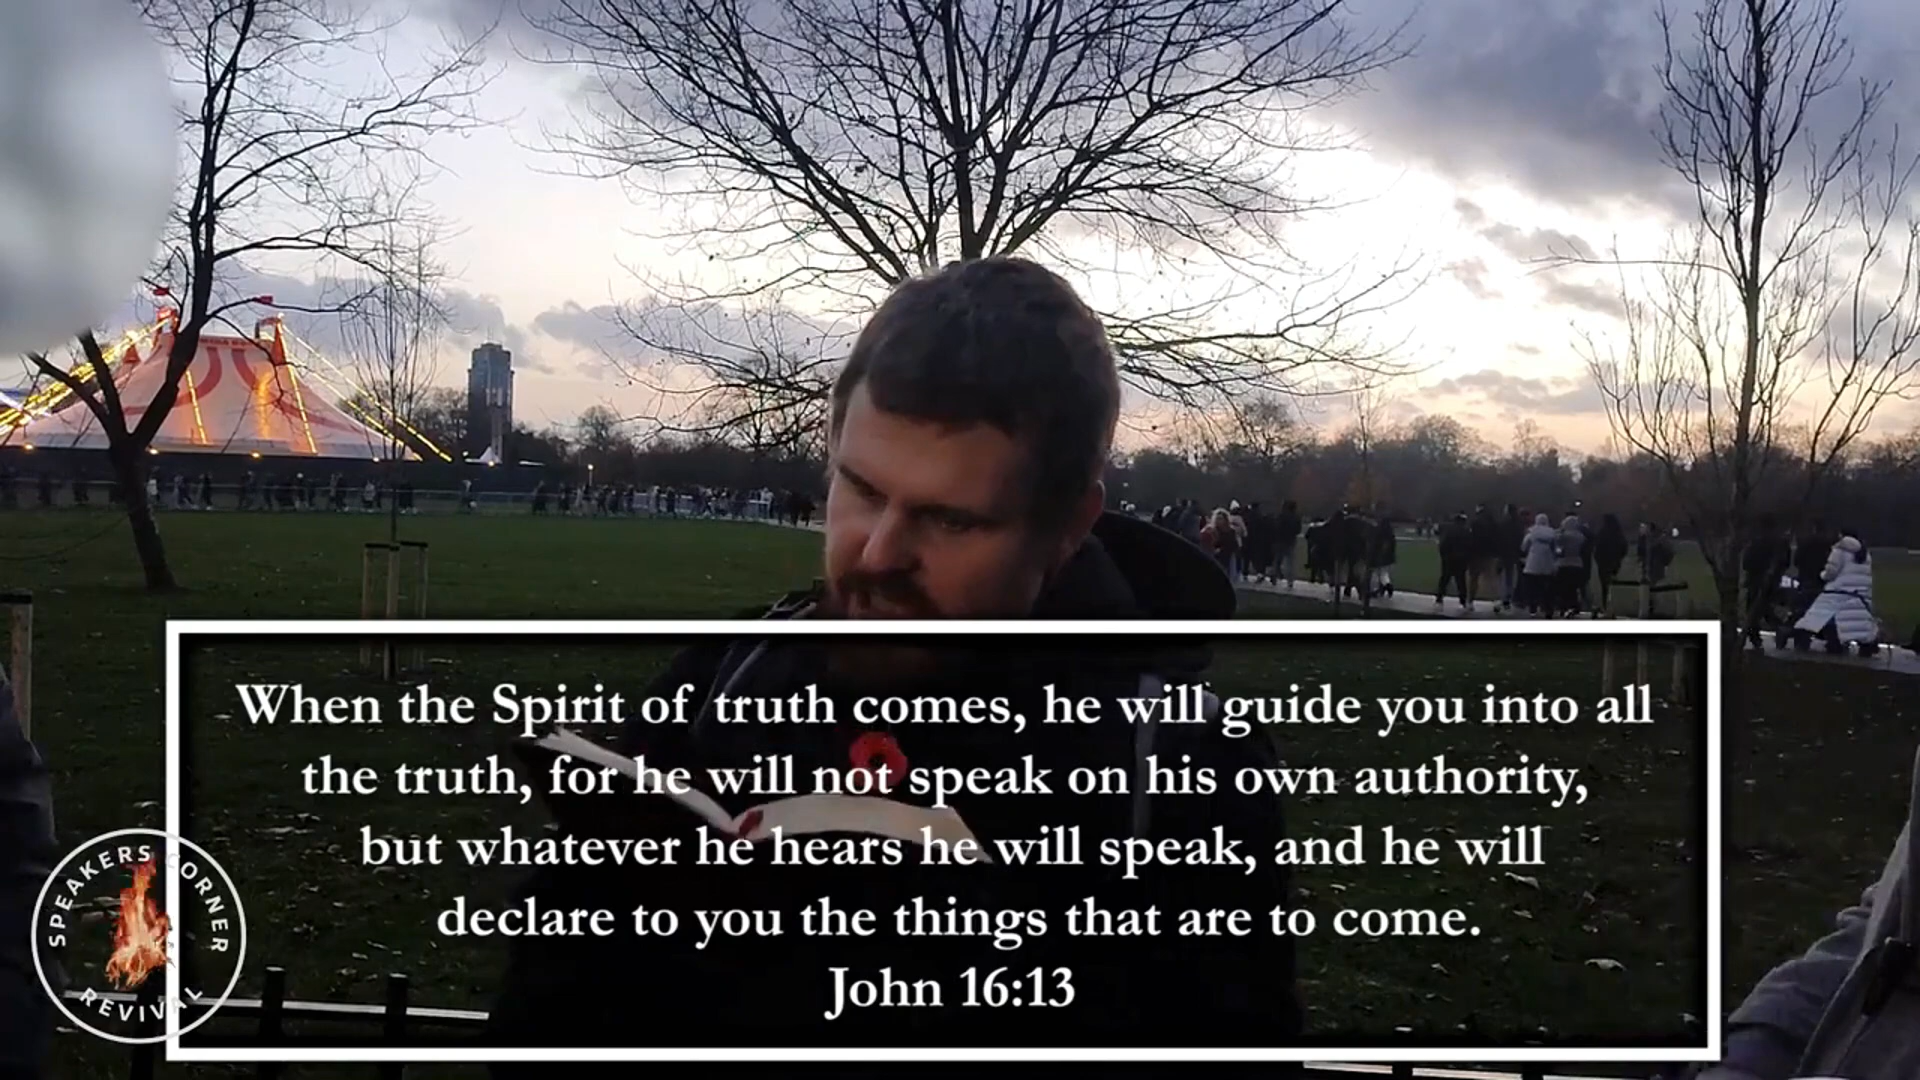 When the Spirit of truth comes, he will guide you into all
the truth, for he will not speak on his own authority,
but whatever he hears he will speak, and he will
declare to you the things that are to come.
John 16:13
SPEAKERS CORNER
REVIVAL